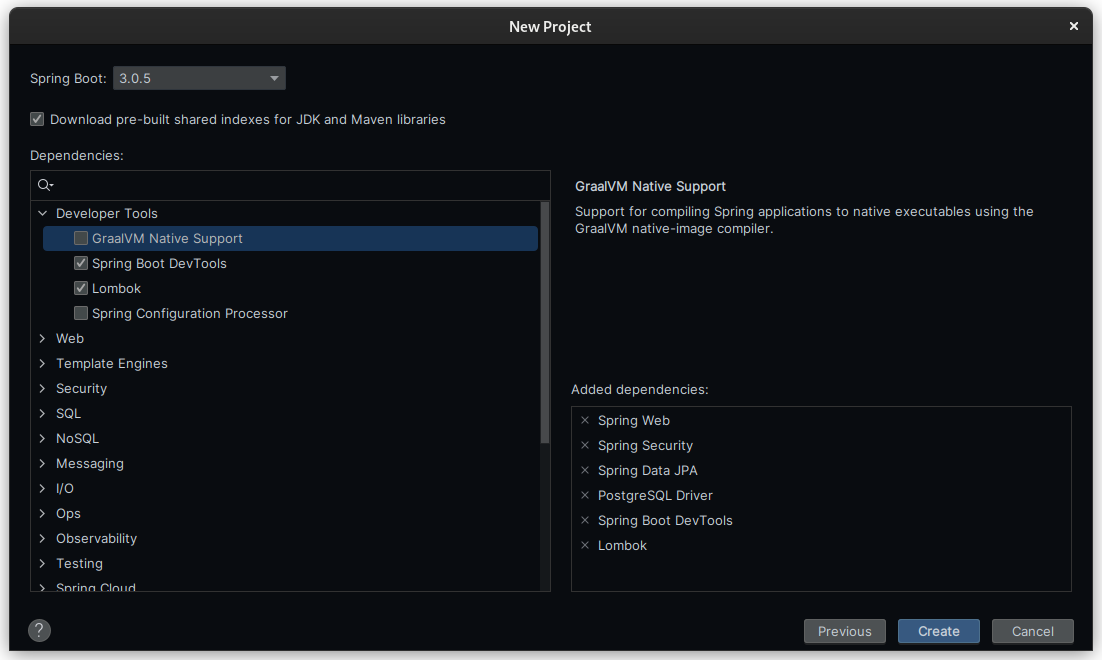 New Project
Spring Boot: 3.0.5
Download pre-built shared indexes for JDK and Maven libraries
Dependencies:
Developer Tools
GraalVM Native Support
Spring Boot DevTools
Lombok
Spring Configuration Processor
Web
Template Engines
Security
SQL
NoSQL
Messaging
I/O
Ops
Observability
Testing
Spring Cloud
GraalVM Native Support
Support for compiling Spring applications to native executables using the
GraalVM native-image compiler.
Added dependencies:
Spring Web
Spring Security
Spring Data JPA
PostgreSQL Driver
Spring Boot DevTools
Lombok
?
Previous
Create
Cancel